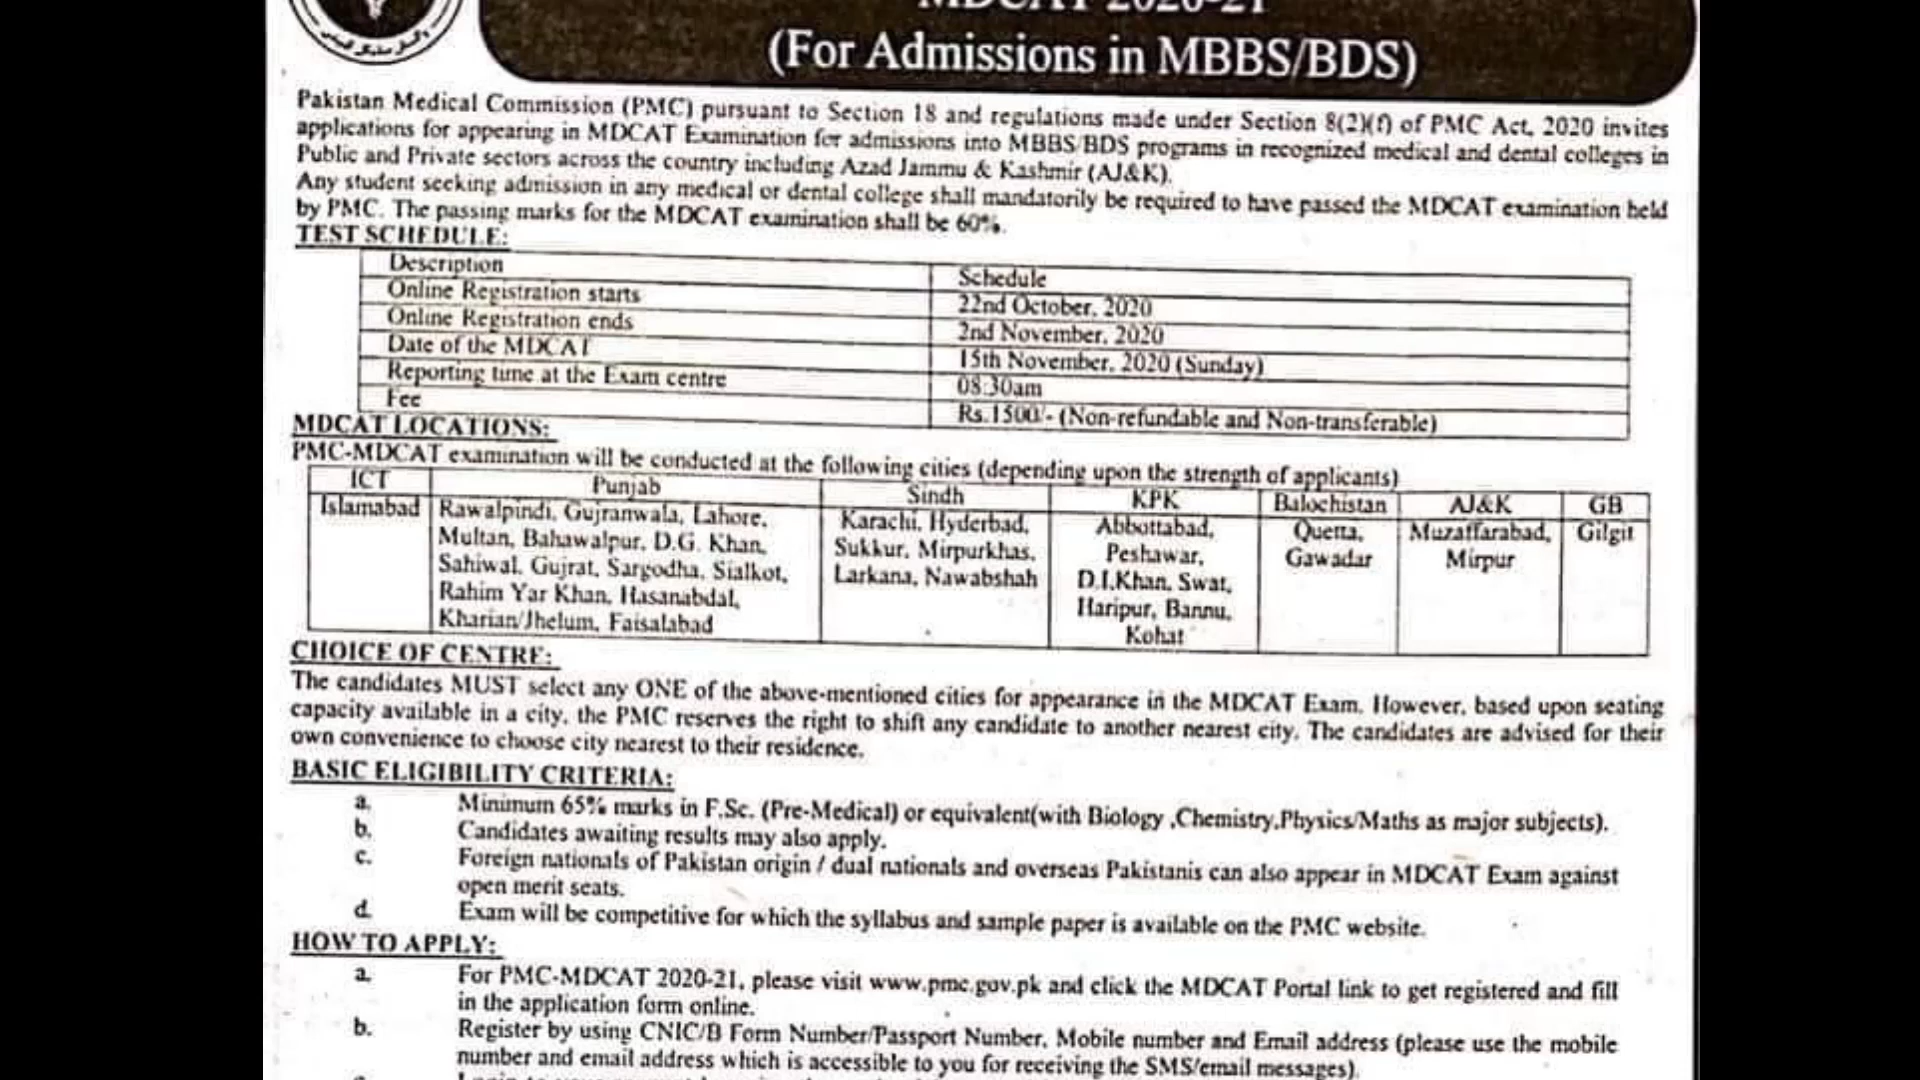 MDCAT 2020-21
(For Admissions in MBBS/BDS)
Pakistan Medical Commission (PMC) pursuant to Section 18 and regulations made under Section 8(2)(f) of PMC Act, 2020 invites
applications for appearing in MDCAT Examination for admissions into MBBS/BDS programs in recognized medical and dental colleges in
Public and Private sectors across the country including Azad Jammu & Kashmir (AJ&K).
Any student seeking admission in any medical or dental college shall mandatorily be required to have passed the MDCAT examination held
by PMC. The passing marks for the MDCAT examination shall be 60%.
TEST SCHEDULE:
Description Schedule
Online Registration starts 22nd October, 2020
Online Registration ends 2nd November, 2020
Date of the MDCAT 15th November, 2020 (Sunday)
Reporting time at the Exam centre 08:30am
Fee Rs.1500/- (Non-refundable and Non-transferable)
MDCAT LOCATIONS:
PMC-MDCAT examination will be conducted at the following cities (depending upon the strength of applicants)
ICT Punjab Sindh KPK Balochistan AJ&K GB
Islamabad Rawalpindi, Gujranwala, Lahore, Karachi, Hyderbad, Abbottabad, Quetta, Muzaffarabad, Gilgit
Multan, Bahawalpur, D.G. Khan, Sukkur, Mirpurkhas, Peshawar, Gawadar Mirpur
Sahiwal, Gujrat, Sargodha, Sialkot, Larkana, Nawabshah D.I.Khan, Swat,
Rahim Yar Khan, Hasanabdal, Haripur, Bannu,
Kharian/Jhelum, Faisalabad Kohat
CHOICE OF CENTRE:
The candidates MUST select any ONE of the above-mentioned cities for appearance in the MDCAT Exam. However, based upon seating
capacity available in a city, the PMC reserves the right to shift any candidate to another nearest city. The candidates are advised for their
own convenience to choose city nearest to their residence.
BASIC ELIGIBILITY CRITERIA:
a. Minimum 65% marks in F.Sc. (Pre-Medical) or equivalent(with Biology ,Chemistry,Physics/Maths as major subjects).
b. Candidates awaiting results may also apply.
c. Foreign nationals of Pakistan origin / dual nationals and overseas Pakistanis can also appear in MDCAT Exam against
open merit seats.
d. Exam will be competitive for which the syllabus and sample paper is available on the PMC website.
HOW TO APPLY:
a. For PMC-MDCAT 2020-21, please visit www.pmc.gov.pk and click the MDCAT Portal link to get registered and fill
in the application form online.
b. Register by using CNIC/B Form Number/Passport Number, Mobile number and Email address (please use the mobile
number and email address which is accessible to you for receiving the SMS/email messages).